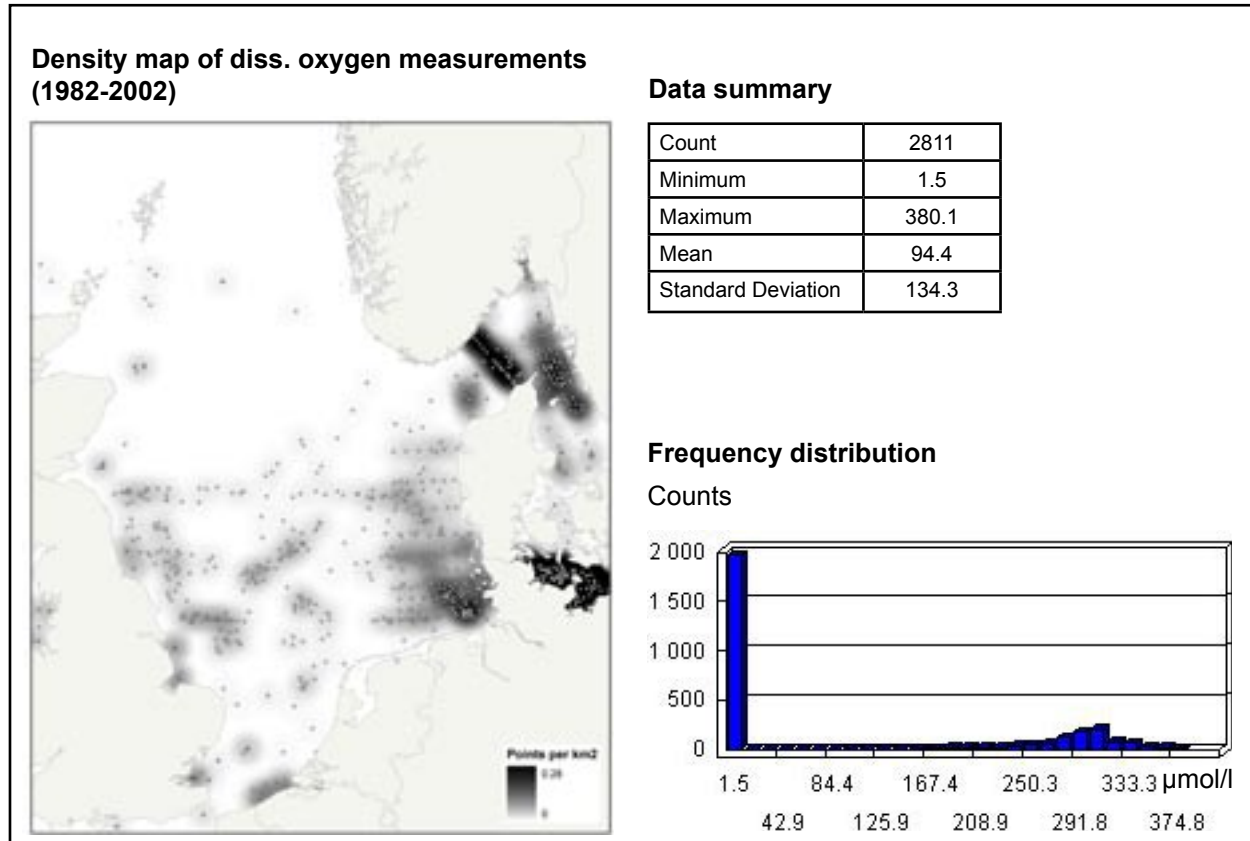 Density map of diss. oxygen measurements
(1982-2002)
Points per km2
0.28
0
Data summary
Count 2811
Minimum 1.5
Maximum 380.1
Mean 94.4
Standard Deviation 134.3
Frequency distribution
Counts
2 000
1 500
1 000
500
0
1.5 84.4 167.4 250.3 333.3 µmol/l
42.9 125.9 208.9 291.8 374.8